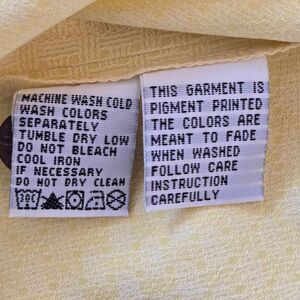 MACHINE WASH COLD
WASH COLORS
SEPARATELY
TUMBLE DRY LOW
DO NOT BLEACH
COOL IRON
IF NECESSARY
DO NOT DRY CLEAN
30C
THIS GARMENT IS
PIGMENT PRINTED
THE COLORS ARE
MEANT TO FADE
WHEN WASHED
FOLLOW CARE
INSTRUCTION
CAREFULLY